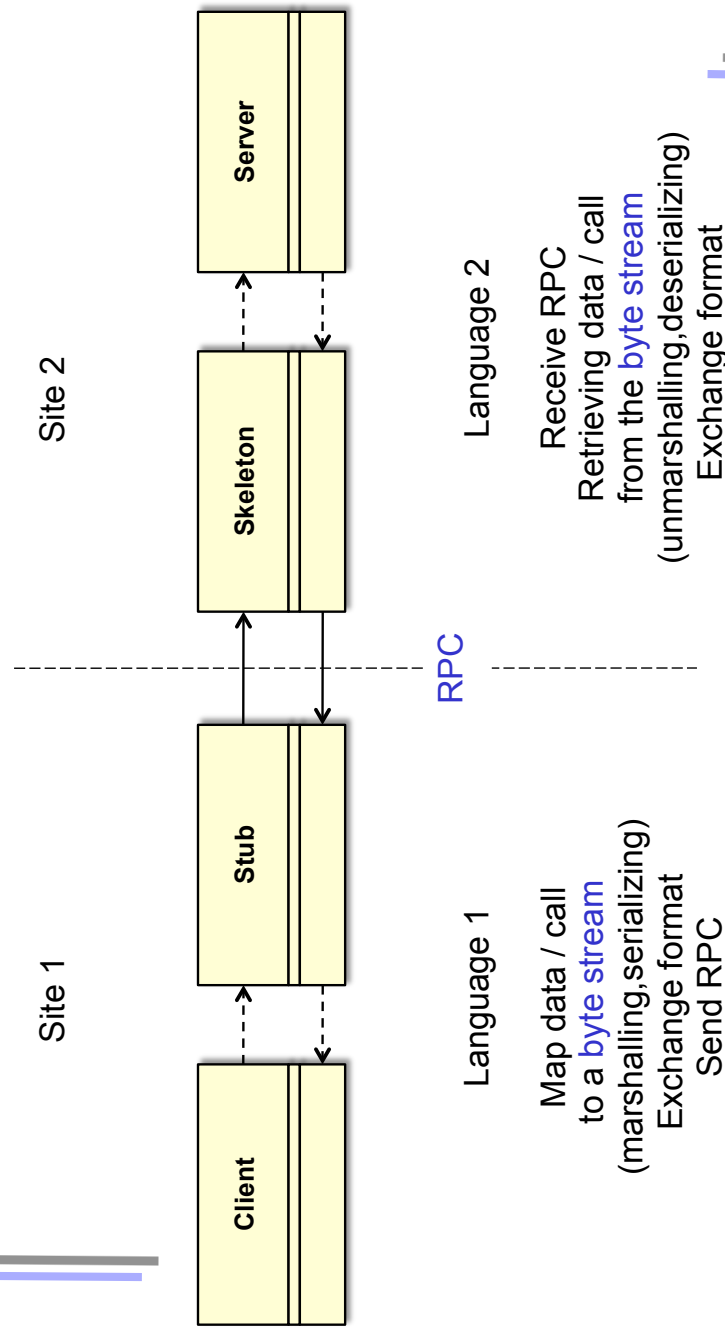 Site 1
Site 2
Client
Stub
Skeleton
Server
RPC
Language 1
Language 2
Map data / call
to a byte stream
(marshalling,serializing)
Exchange format
Send RPC
Receive RPC
Retrieving data / call
from the byte stream
(unmarshalling,deserializing)
Exchange format